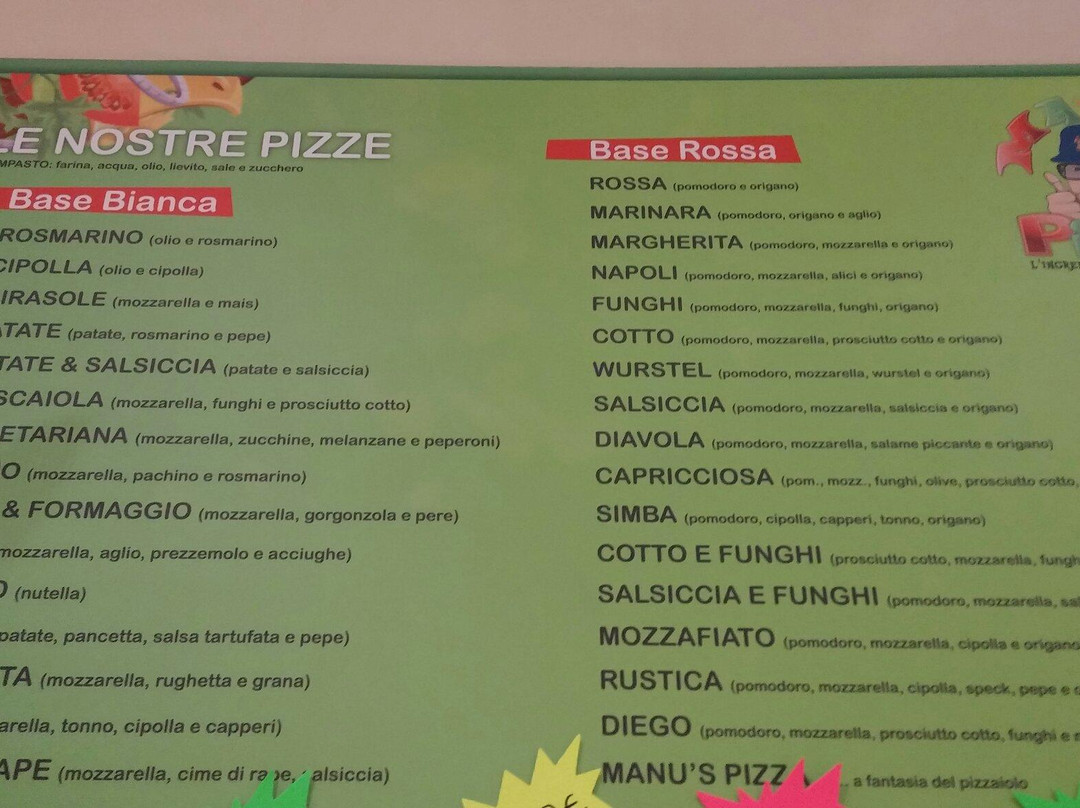 LE NOSTRE PIZZE
MPASTO: farina, acqua, olio, lievito, sale e zucchero
Base Bianca
ROSMARINO (olio e rosmarino)
CIPOLLA (olio e cipolla)
IRASOLE (mozzarella e mais)
ATATE (patate, rosmarino e pepe)
TATE & SALSICCIA (patate e salsiccia)
SCAIOLA (mozzarella, funghi e prosciutto cotto)
ETARIANA (mozzarella, zucchine, melanzane e peperoni)
O (mozzarella, pachino e rosmarino)
& FORMAGGIO (mozzarella, gorgonzola e pere)
mozzarella, aglio, prezzemolo e acciughe)
O (nutella)
patate, pancetta, salsa tartufata e pepe)
TA (mozzarella, rughetta e grana)
arella, tonno, cipolla e capperi)
APE (mozzarella, cime di rape, alsiccia)
Base Rossa
ROSSA (pomodoro e origano)
MARINARA (pomodoro, origano e aglio)
MARGHERITA (pomodoro, mozzarella e origano)
NAPOLI (pomodoro, mozzarella, alici e origano)
FUNGHI (pomodoro, mozzarella, funghi, origano)
COTTO (pomodoro, mozzarella, prosciutto cotto e origano)
WURSTEL (pomodoro, mozzarella, wurstel e origano)
SALSICCIA (pomodoro, mozzarella, salsiccia e origano)
DIAVOLA (pomodoro, mozzarella, salame piccante e origano)
CAPRICCIOSA (pom., mozz., funghi, olive, prosciutto cotto,
SIMBA (pomodoro, cipolla, capperi, tonno, origano)
COTTO E FUNGHI (prosciutto cotto, mozzarella, fungh
SALSICCIA E FUNGHI (pomodoro, mozzarella, sal
MOZZAFIATO (pomodoro, mozzarella, cipolla e origano
RUSTICA (pomodoro, mozzarella, cipolla, speck, pepe e o
DIEGO (pomodoro, mozzarella, prosciutto cotto, funghi e
MANU'S PIZZA ... a fantasia del pizzaiolo
L'INGRE